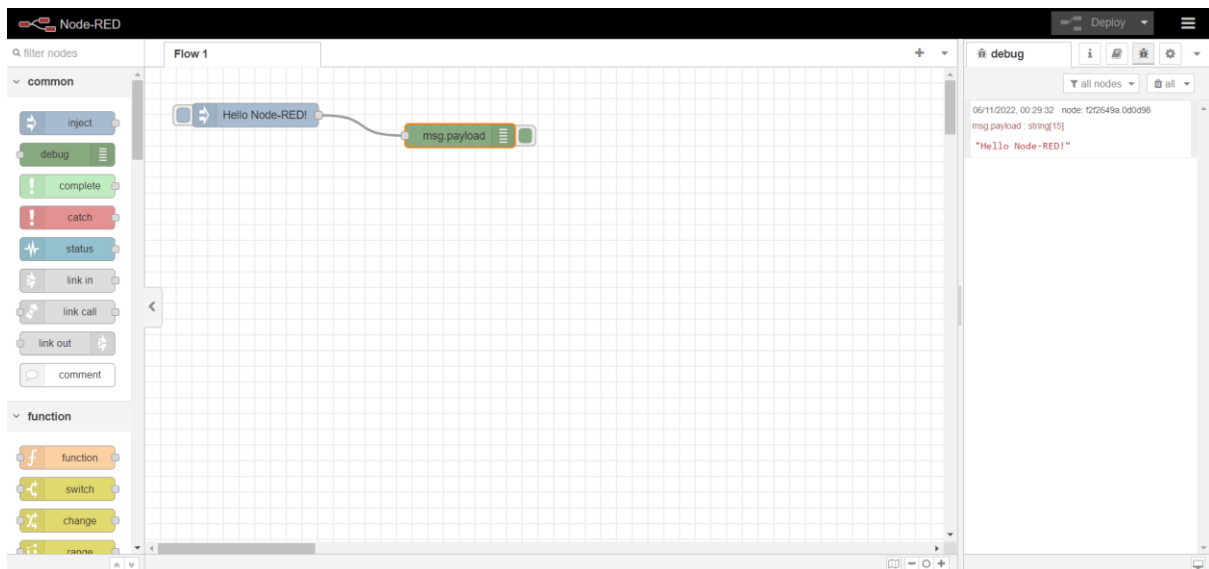 Node-RED
Deploy
filter nodes
Flow 1
debug
i
all nodes
all
common
inject
debug
complete
catch
status
link in
link call
link out
comment
function
function
switch
change
range
Hello Node-RED!
msg.payload
06/11/2022, 00:29:32 node: f2f2649a.0d0d98
msg.payload : string[15]
"Hello Node-RED!"